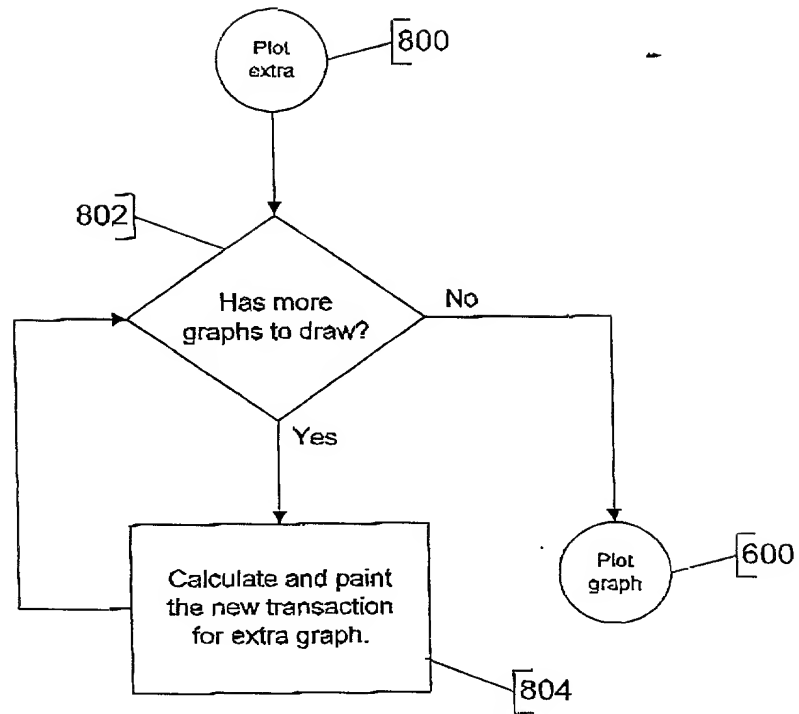 Plot
extra
800
802
Has more
graphs to draw?
No
Yes
Calculate and paint
the new transaction
for extra graph.
Plot
graph
600
804